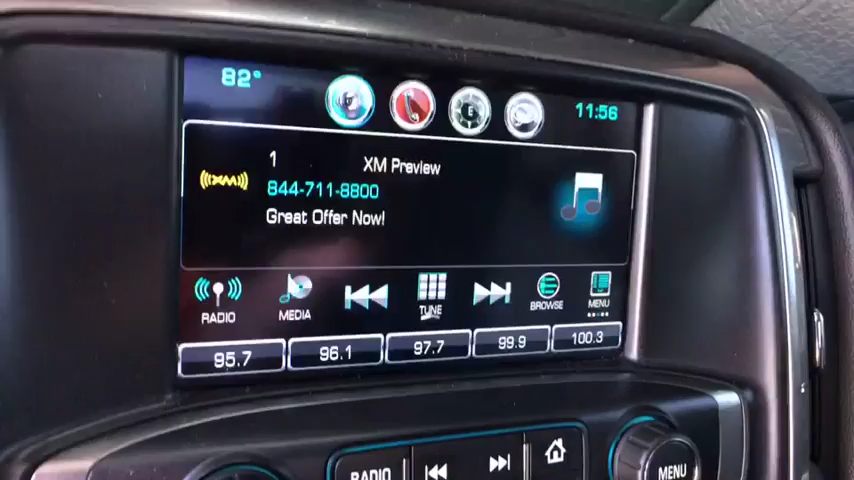 82° 11:56
1 XM Preview
((XM))
844-711-8800
Great Offer Now!
RADIO MEDIA TUNE BROWSE MENU
95.7 96.1 97.7 99.9 100.3
RADIO MENU